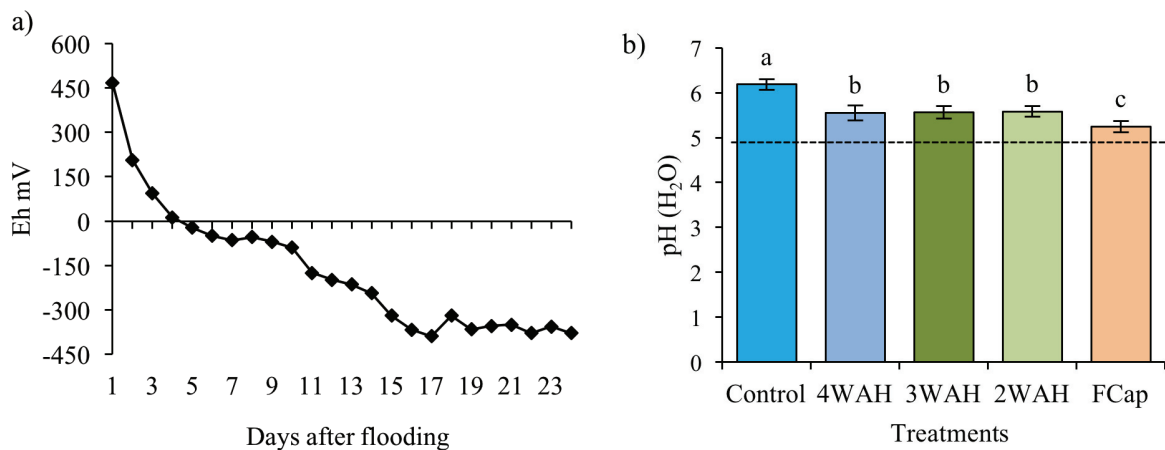 a)
600
450
300
150
0
-150
-300
-450
Eh mV
1 3 5 7 9 11 13 15 17 19 21 23
Days after flooding
b)
7
6
5
4
3
2
1
0
pH (H₂O)
a b b b c
Control 4WAH 3WAH 2WAH FCap
Treatments